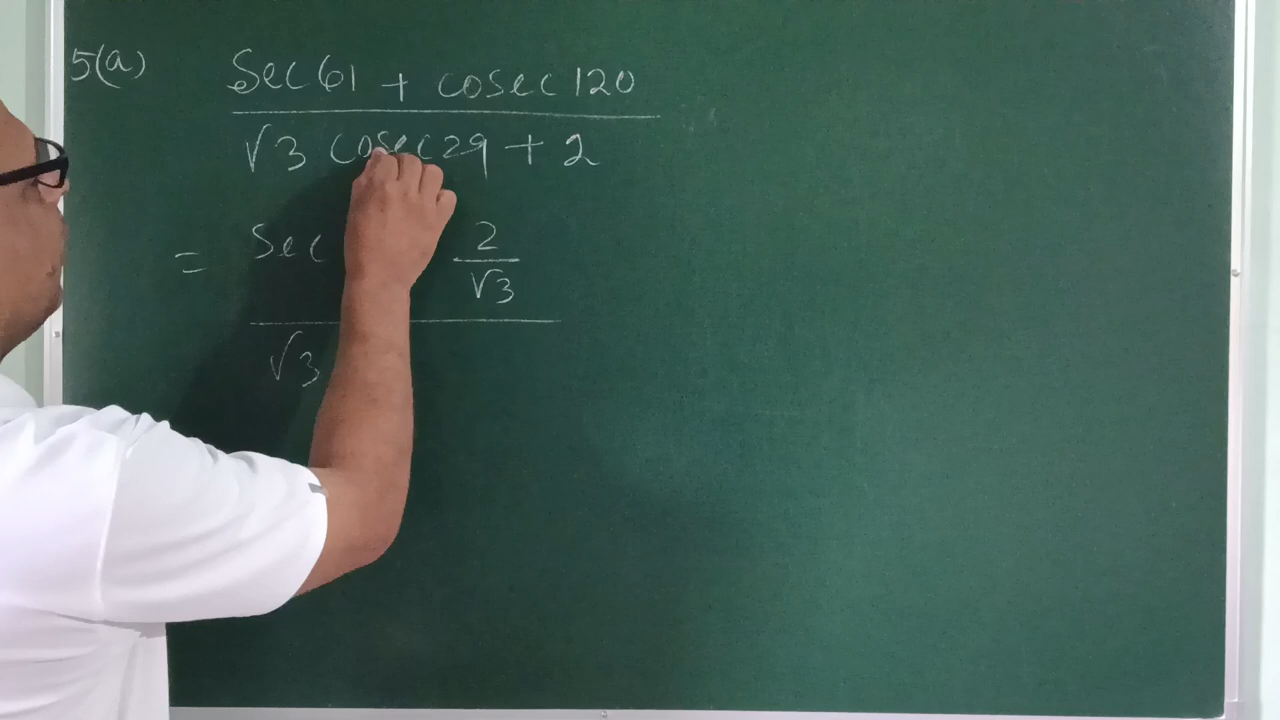 5(a) Sec 61 + cosec 120
√3 cosec 29 + 2
= Sec 2
√3
√3